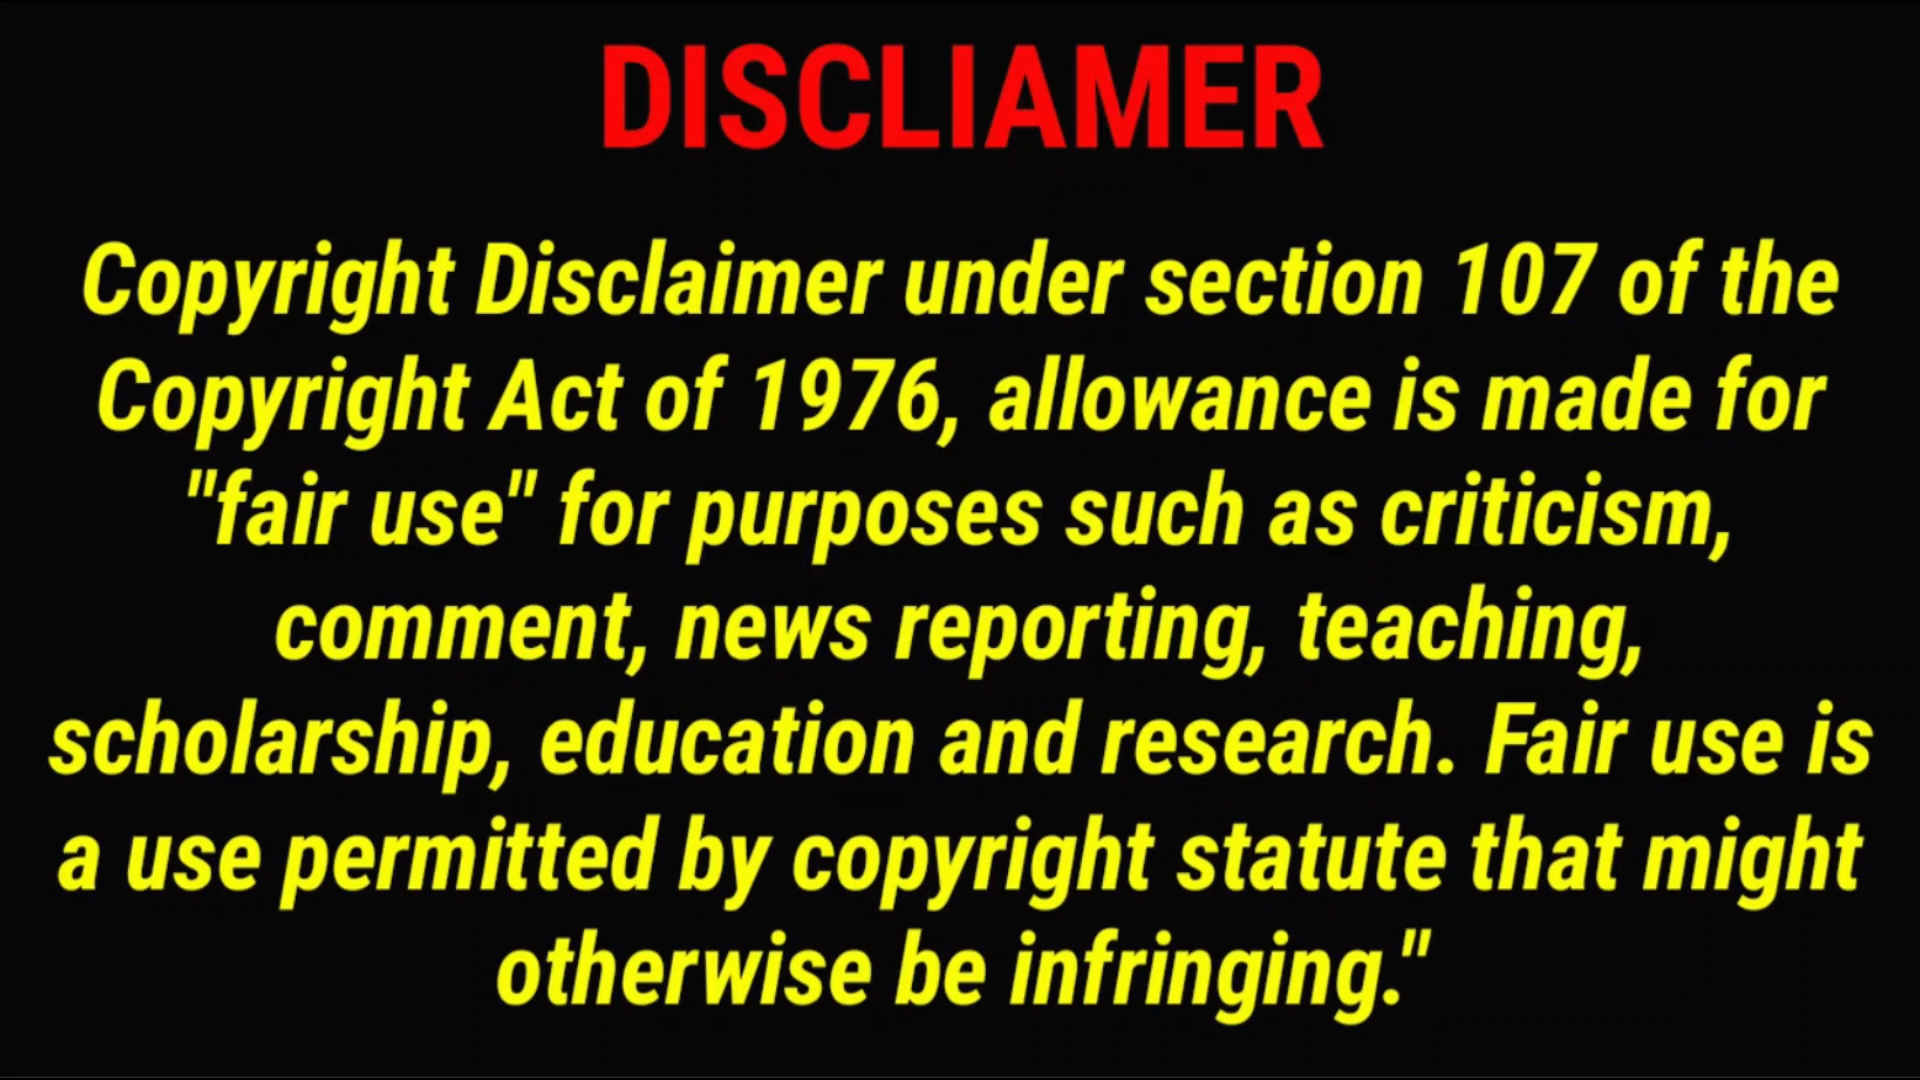 DISCLIAMER
Copyright Disclaimer under section 107 of the
Copyright Act of 1976, allowance is made for
"fair use" for purposes such as criticism,
comment, news reporting, teaching,
scholarship, education and research. Fair use is
a use permitted by copyright statute that might
otherwise be infringing."